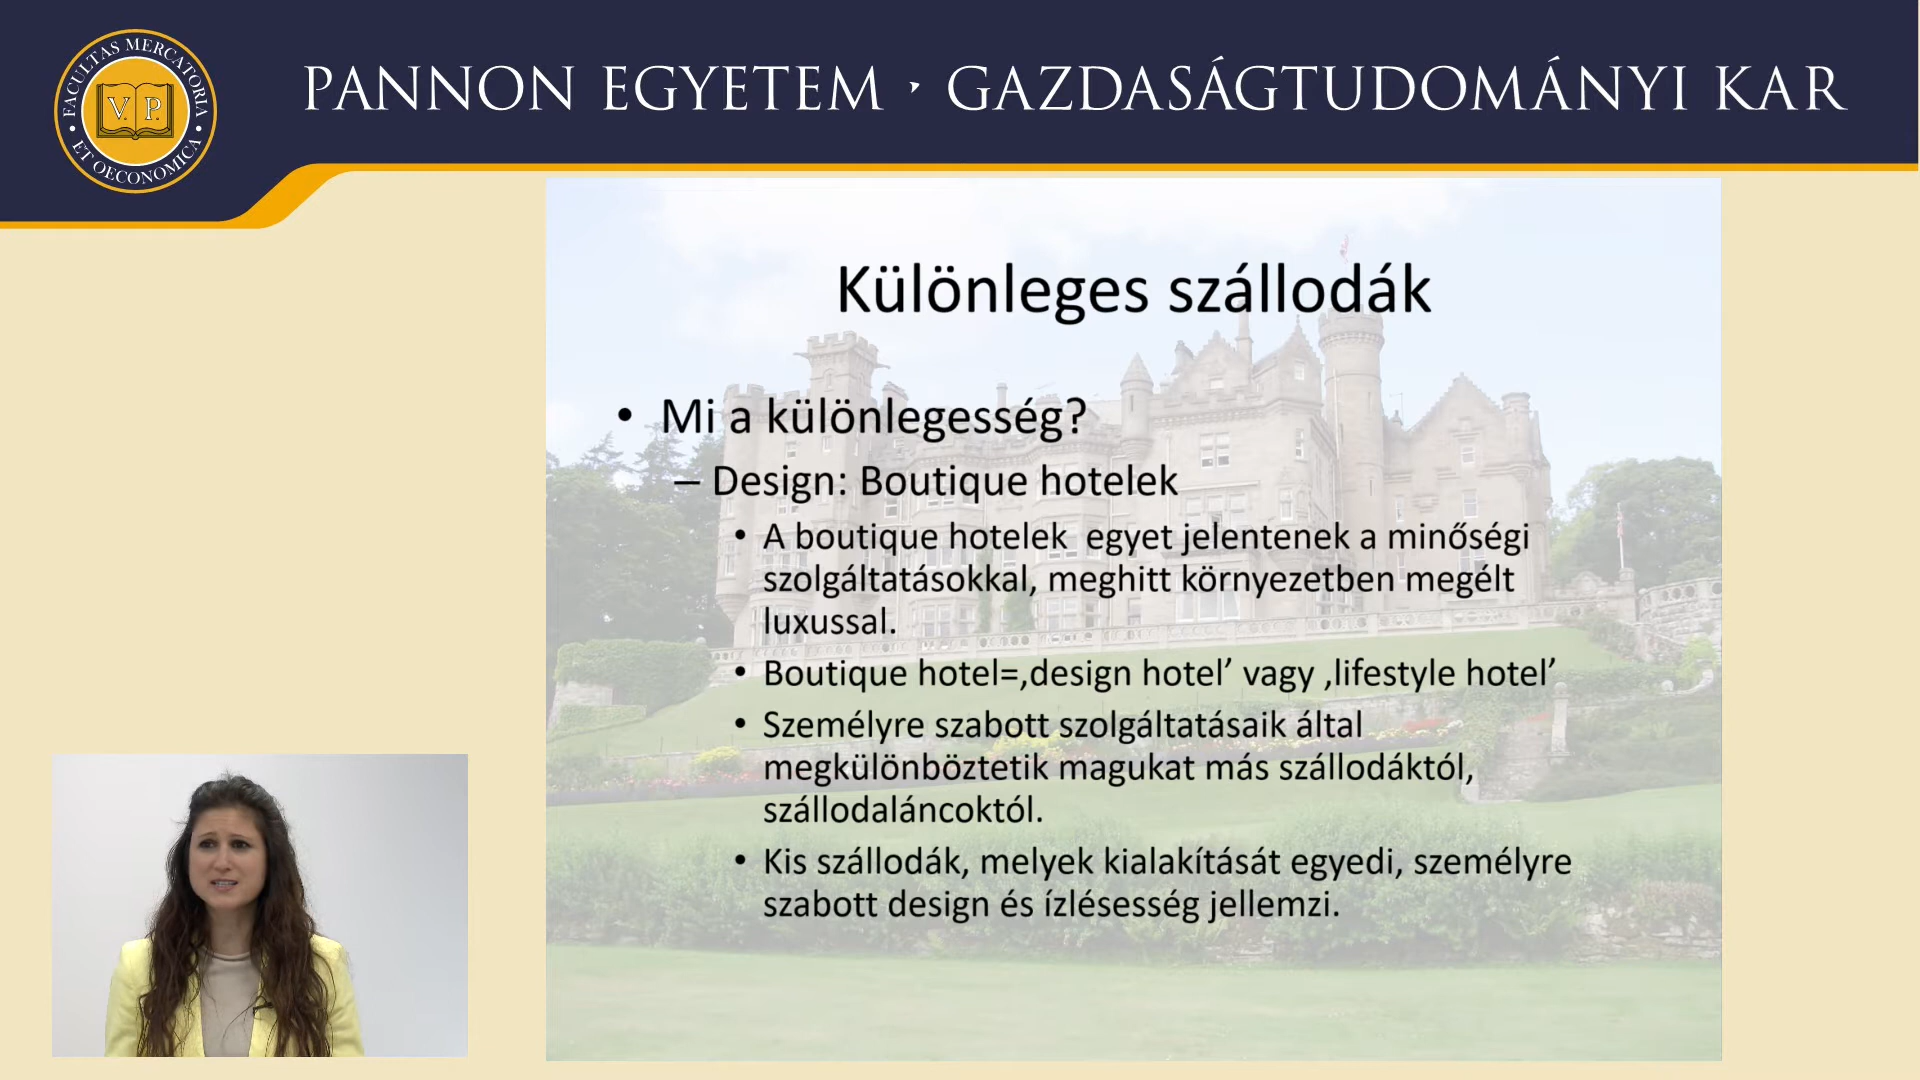 FACULTAS MERCATORIA
V. P.
• ET OECONOMICA •
PANNON EGYETEM · GAZDASÁGTUDOMÁNYI KAR
Különleges szállodák
• Mi a különlegesség?
– Design: Boutique hotelek
• A boutique hotelek egyet jelentenek a minőségi
szolgáltatásokkal, meghitt környezetben megélt
luxussal.
• Boutique hotel=‚design hotel’ vagy ‚lifestyle hotel’
• Személyre szabott szolgáltatásaik által
megkülönböztetik magukat más szállodáktól,
szállodaláncoktól.
• Kis szállodák, melyek kialakítását egyedi, személyre
szabott design és ízlésesség jellemzi.